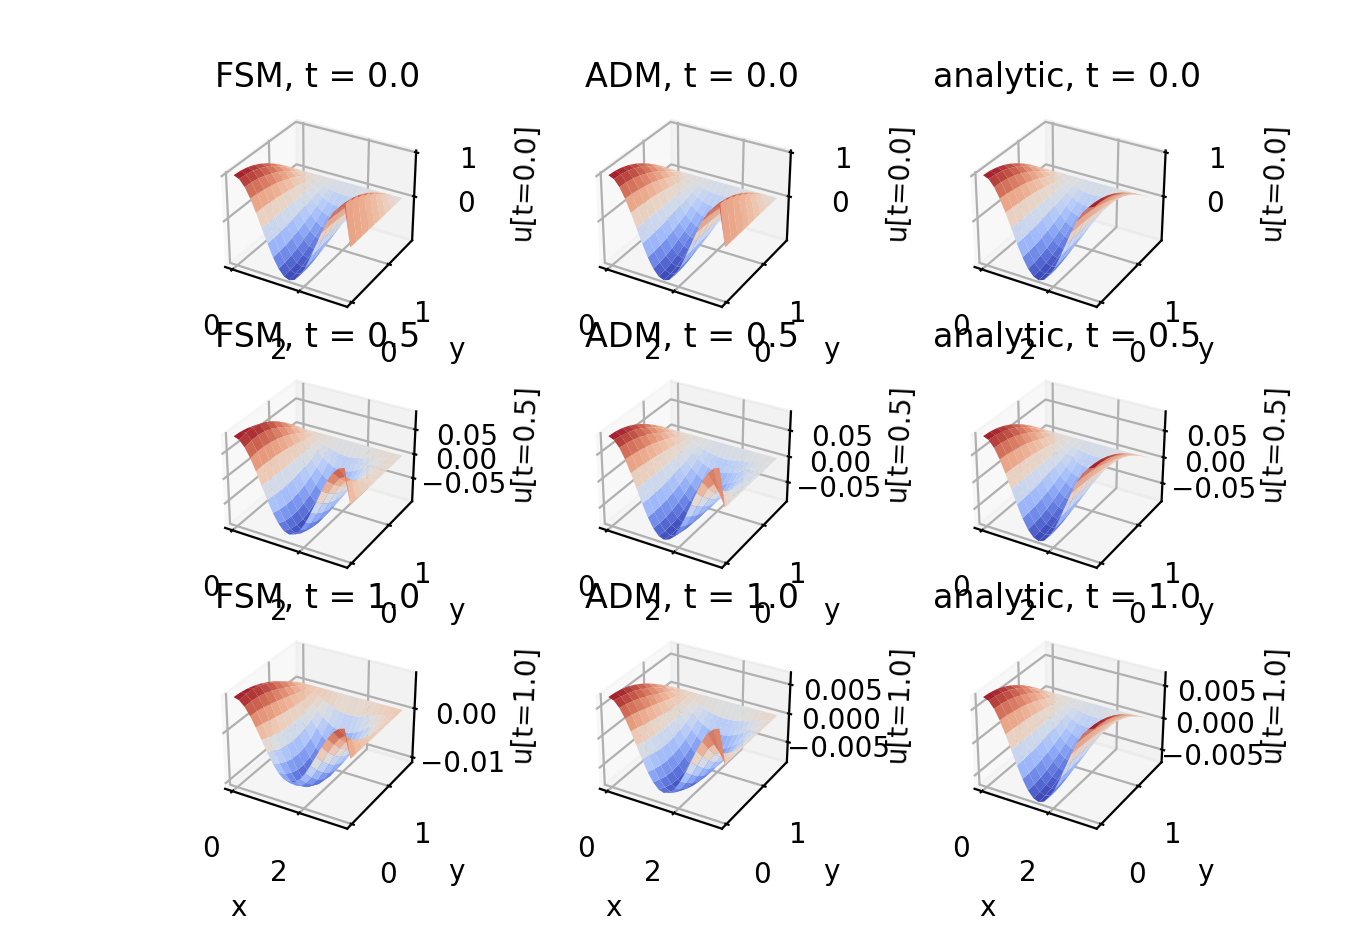 FSM, t = 0.0
ADM, t = 0.0
analytic, t = 0.0
1
0
u[t=0.0]
1
0
u[t=0.0]
1
0
u[t=0.0]
0
2
0
1
y
0
2
0
1
y
0
2
0
1
y
FSM, t = 0.5
ADM, t = 0.5
analytic, t = 0.5
0.05
0.00
−0.05
u[t=0.5]
0.05
0.00
−0.05
u[t=0.5]
0.05
0.00
−0.05
u[t=0.5]
0
2
0
1
y
0
2
0
1
y
0
2
0
1
y
FSM, t = 1.0
ADM, t = 1.0
analytic, t = 1.0
0.00
−0.01
u[t=1.0]
0.005
0.000
−0.005
u[t=1.0]
0.005
0.000
−0.005
u[t=1.0]
0
2
0
1
y
0
2
0
1
y
0
2
0
1
y
x
x
x